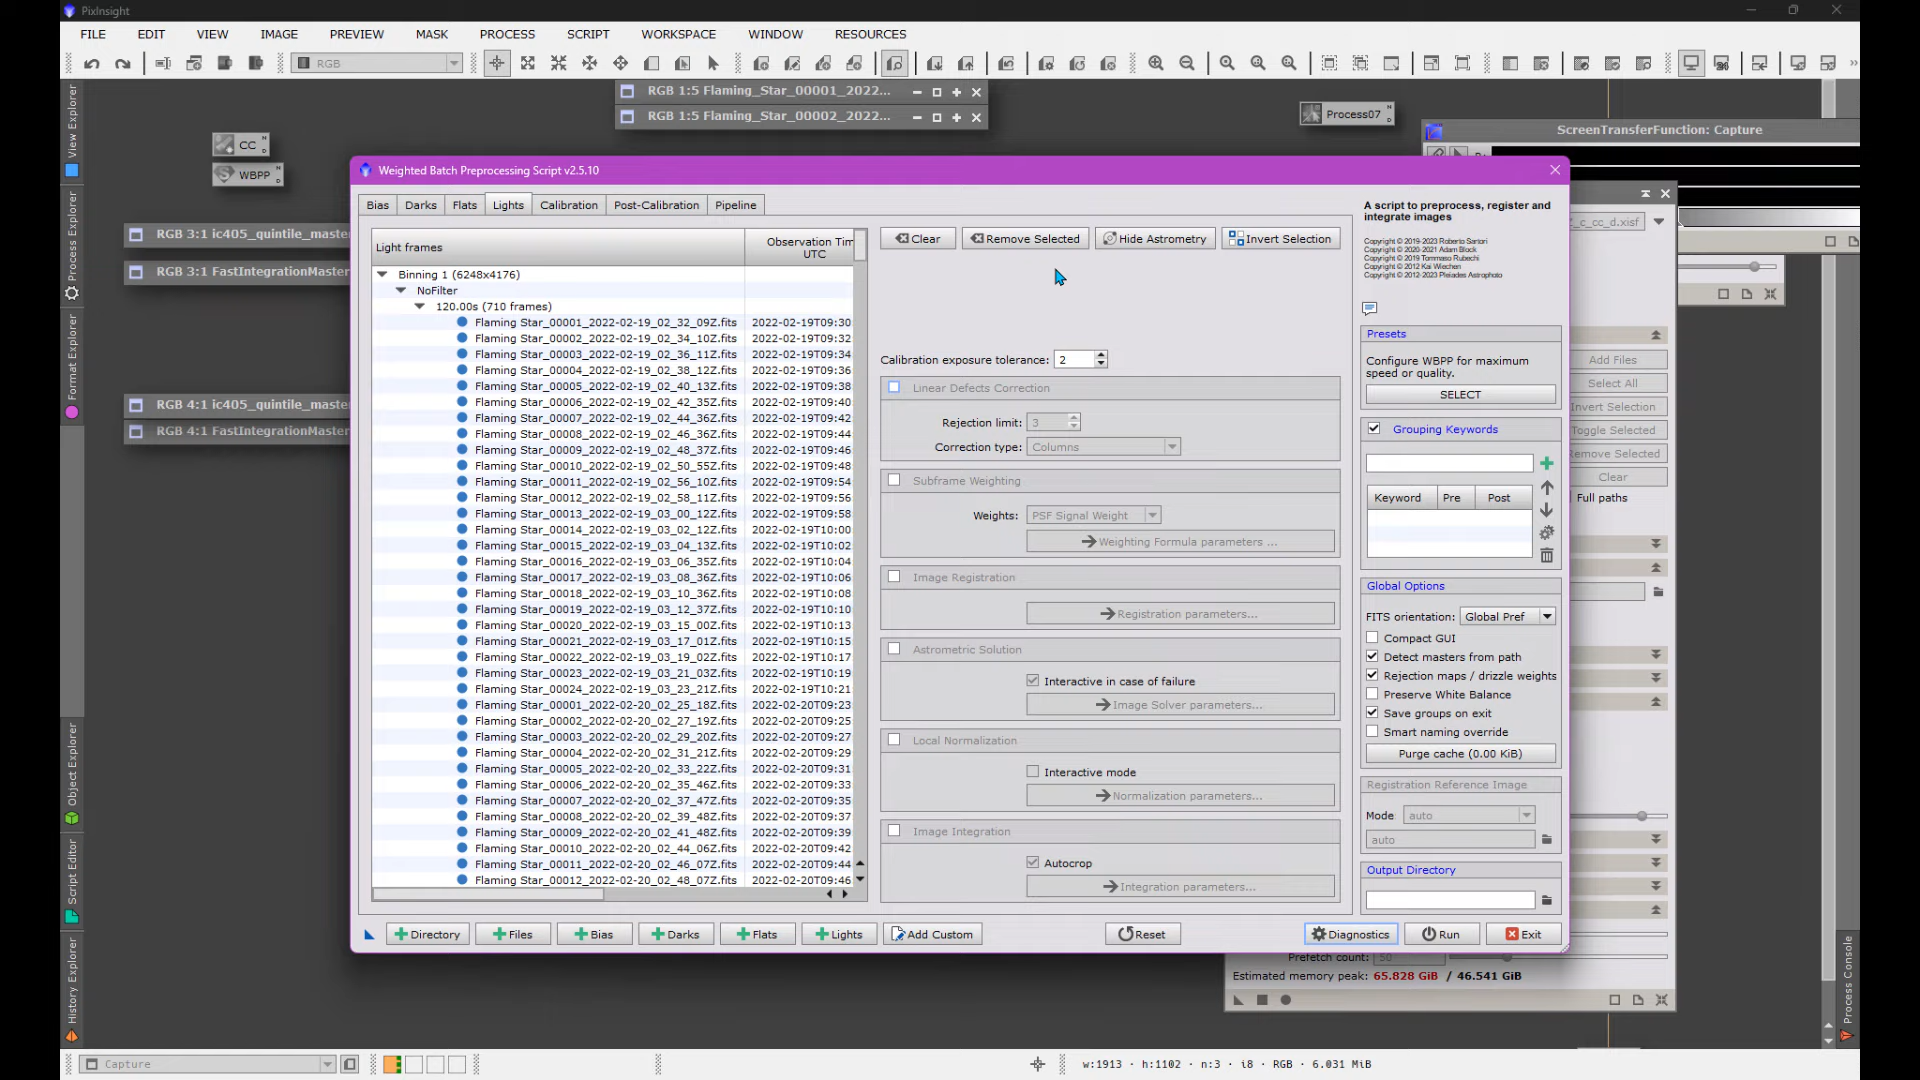 PixInsight
FILE EDIT VIEW IMAGE PREVIEW MASK PROCESS SCRIPT WORKSPACE WINDOW RESOURCES
RGB
View Explorer
Process Explorer
Format Explorer
Object Explorer
Script Editor
History Explorer
Process Console
RGB 1:5 Flaming_Star_00001_2022...
RGB 1:5 Flaming_Star_00002_2022...
CC
WBPP
Process07
ScreenTransferFunction: Capture
RGB 3:1 ic405_quintile_master
RGB 3:1 FastIntegrationMaster
RGB 4:1 ic405_quintile_master
RGB 4:1 FastIntegrationMaster
Weighted Batch Preprocessing Script v2.5.10
Bias Darks Flats Lights Calibration Post-Calibration Pipeline
Light frames
Observation Tim
UTC
Binning 1 (6248x4176)
NoFilter
120.00s (710 frames)
Flaming Star_00001_2022-02-19_02_32_09Z.fits 2022-02-19T09:30
Flaming Star_00002_2022-02-19_02_34_10Z.fits 2022-02-19T09:32
Flaming Star_00003_2022-02-19_02_36_11Z.fits 2022-02-19T09:34
Flaming Star_00004_2022-02-19_02_38_12Z.fits 2022-02-19T09:36
Flaming Star_00005_2022-02-19_02_40_13Z.fits 2022-02-19T09:38
Flaming Star_00006_2022-02-19_02_42_35Z.fits 2022-02-19T09:40
Flaming Star_00007_2022-02-19_02_44_36Z.fits 2022-02-19T09:42
Flaming Star_00008_2022-02-19_02_46_36Z.fits 2022-02-19T09:44
Flaming Star_00009_2022-02-19_02_48_37Z.fits 2022-02-19T09:46
Flaming Star_00010_2022-02-19_02_50_55Z.fits 2022-02-19T09:48
Flaming Star_00011_2022-02-19_02_56_10Z.fits 2022-02-19T09:54
Flaming Star_00012_2022-02-19_02_58_11Z.fits 2022-02-19T09:56
Flaming Star_00013_2022-02-19_03_00_12Z.fits 2022-02-19T09:58
Flaming Star_00014_2022-02-19_03_02_12Z.fits 2022-02-19T10:00
Flaming Star_00015_2022-02-19_03_04_13Z.fits 2022-02-19T10:02
Flaming Star_00016_2022-02-19_03_06_35Z.fits 2022-02-19T10:04
Flaming Star_00017_2022-02-19_03_08_36Z.fits 2022-02-19T10:06
Flaming Star_00018_2022-02-19_03_10_36Z.fits 2022-02-19T10:08
Flaming Star_00019_2022-02-19_03_12_37Z.fits 2022-02-19T10:10
Flaming Star_00020_2022-02-19_03_15_00Z.fits 2022-02-19T10:13
Flaming Star_00021_2022-02-19_03_17_01Z.fits 2022-02-19T10:15
Flaming Star_00022_2022-02-19_03_19_02Z.fits 2022-02-19T10:17
Flaming Star_00023_2022-02-19_03_21_03Z.fits 2022-02-19T10:19
Flaming Star_00024_2022-02-19_03_23_21Z.fits 2022-02-19T10:21
Flaming Star_00001_2022-02-20_02_25_18Z.fits 2022-02-20T09:23
Flaming Star_00002_2022-02-20_02_27_19Z.fits 2022-02-20T09:25
Flaming Star_00003_2022-02-20_02_29_20Z.fits 2022-02-20T09:27
Flaming Star_00004_2022-02-20_02_31_21Z.fits 2022-02-20T09:29
Flaming Star_00005_2022-02-20_02_33_22Z.fits 2022-02-20T09:31
Flaming Star_00006_2022-02-20_02_35_46Z.fits 2022-02-20T09:33
Flaming Star_00007_2022-02-20_02_37_47Z.fits 2022-02-20T09:35
Flaming Star_00008_2022-02-20_02_39_48Z.fits 2022-02-20T09:37
Flaming Star_00009_2022-02-20_02_41_48Z.fits 2022-02-20T09:39
Flaming Star_00010_2022-02-20_02_44_06Z.fits 2022-02-20T09:42
Flaming Star_00011_2022-02-20_02_46_07Z.fits 2022-02-20T09:44
Flaming Star_00012_2022-02-20_02_48_07Z.fits 2022-02-20T09:46
Clear Remove Selected Hide Astrometry Invert Selection
Calibration exposure tolerance: 2
Linear Defects Correction
Rejection limit: 3
Correction type: Columns
Subframe Weighting
Weights: PSF Signal Weight
Weighting Formula parameters ...
Image Registration
Registration parameters...
Astrometric Solution
Interactive in case of failure
Image Solver parameters...
Local Normalization
Interactive mode
Normalization parameters...
Image Integration
Autocrop
Integration parameters...
A script to preprocess, register and
integrate images
Copyright © 2019-2023 Roberto Sartori
Copyright © 2020-2021 Adam Block
Copyright © 2019 Tommaso Rubechi
Copyright © 2012 Kai Wiechen
Copyright © 2012-2023 Pleiades Astrophoto
Presets
Configure WBPP for maximum
speed or quality.
SELECT
Grouping Keywords
Keyword Pre Post
Global Options
FITS orientation: Global Pref
Compact GUI
Detect masters from path
Rejection maps / drizzle weights
Preserve White Balance
Save groups on exit
Smart naming override
Purge cache (0.00 KiB)
Registration Reference Image
Mode auto
auto
Output Directory
Directory Files Bias Darks Flats Lights Add Custom Reset Diagnostics Run Exit
_c_cc_d.xisf
Add Files
Select All
Invert Selection
Toggle Selected
Remove Selected
Clear
Full paths
Prefetch count: 50
Estimated memory peak: 65.828 GiB / 46.541 GiB
Capture
w:1913 · h:1102 · n:3 · i8 · RGB · 6.031 MiB